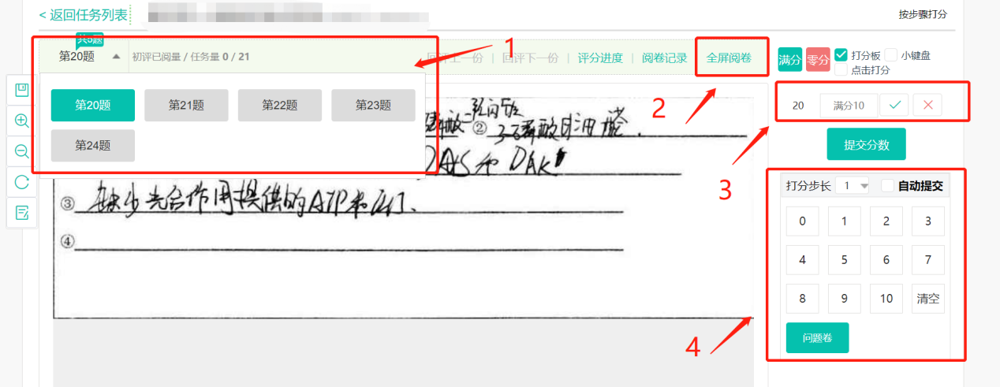 < 返回任务列表
按步骤打分
共5题
第20题 初评已阅量 / 任务量 0 / 21 回评上一份 | 回评下一份 | 评分进度 | 阅卷记录 | 全屏阅卷
1
满分 零分 打分板 小键盘
点击打分
第20题 第21题 第22题 第23题
第24题
2
②3-磷酸甘油醛.
20 满分10
提交分数
DAS和DAK
3
③ 缺少光合作用提供的ATP和
④
打分步长 1 自动提交
0 1 2 3
4 5 6 7
8 9 10 清空
问题卷
4